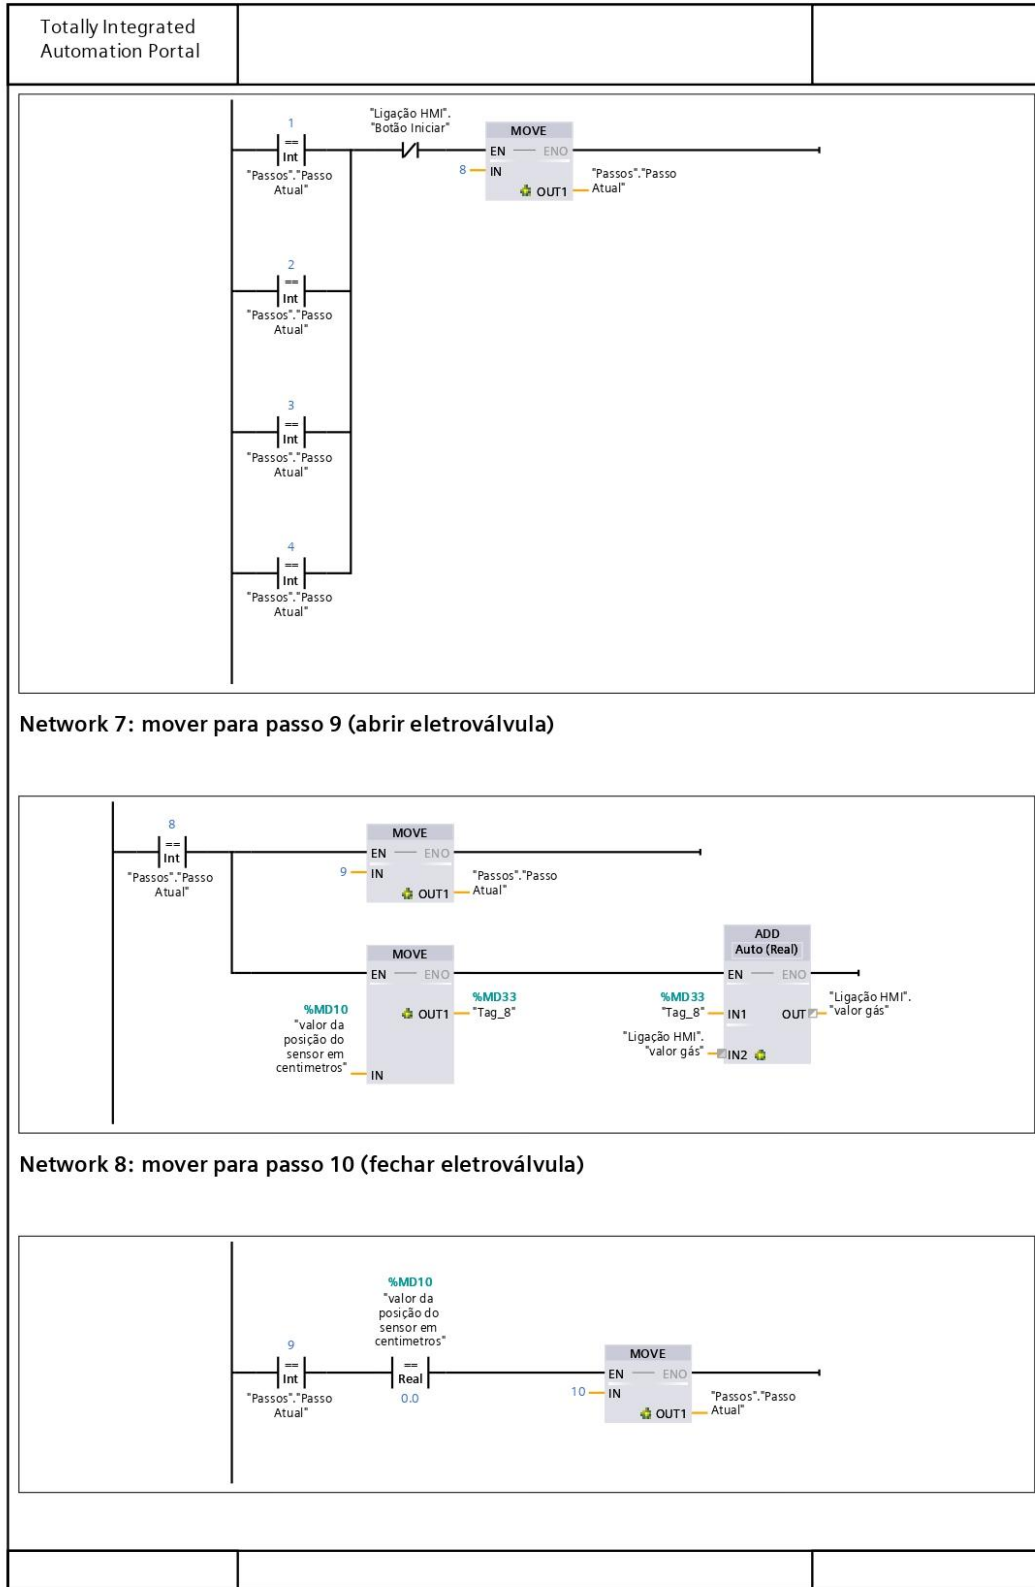 Totally Integrated
Automation Portal
1
==
Int
"Passos"."Passo
Atual"
"Ligação HMI".
"Botão Iniciar"
MOVE
EN ENO
8 IN
OUT1
"Passos"."Passo
Atual"
2
==
Int
"Passos"."Passo
Atual"
3
==
Int
"Passos"."Passo
Atual"
4
==
Int
"Passos"."Passo
Atual"
Network 7: mover para passo 9 (abrir eletroválvula)
8
==
Int
"Passos"."Passo
Atual"
MOVE
EN ENO
9 IN
OUT1
"Passos"."Passo
Atual"
MOVE
EN ENO
%MD10
"valor da
posição do
sensor em
centimetros"
IN
OUT1
%MD33
"Tag_8"
ADD
Auto (Real)
EN ENO
%MD33
"Tag_8"
IN1
"Ligação HMI".
"valor gás"
IN2
OUT
"Ligação HMI".
"valor gás"
Network 8: mover para passo 10 (fechar eletroválvula)
9
==
Int
"Passos"."Passo
Atual"
%MD10
"valor da
posição do
sensor em
centimetros"
==
Real
0.0
MOVE
EN ENO
10 IN
OUT1
"Passos"."Passo
Atual"